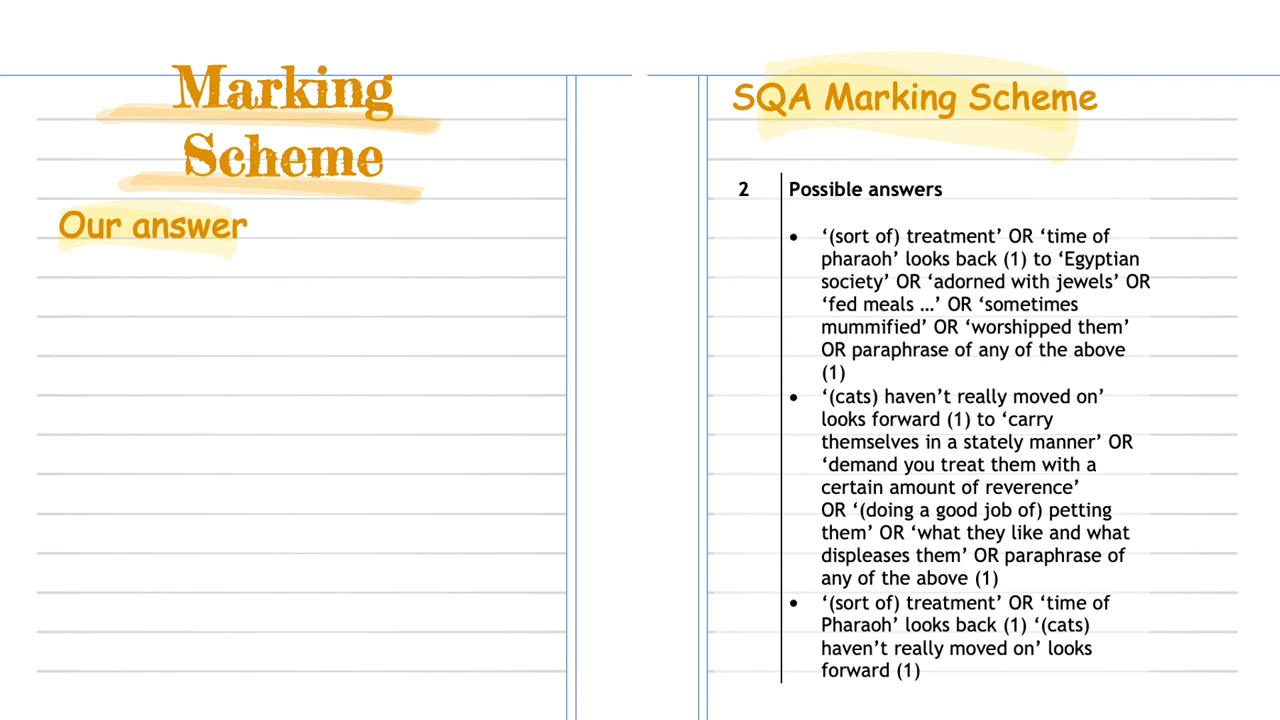 Marking
Scheme
Our answer
SQA Marking Scheme
2 Possible answers
• ‘(sort of) treatment’ OR ‘time of
pharaoh’ looks back (1) to ‘Egyptian
society’ OR ‘adorned with jewels’ OR
‘fed meals …’ OR ‘sometimes
mummified’ OR ‘worshipped them’
OR paraphrase of any of the above
(1)
• ‘(cats) haven’t really moved on’
looks forward (1) to ‘carry
themselves in a stately manner’ OR
‘demand you treat them with a
certain amount of reverence’
OR ‘(doing a good job of) petting
them’ OR ‘what they like and what
displeases them’ OR paraphrase of
any of the above (1)
• ‘(sort of) treatment’ OR ‘time of
Pharaoh’ looks back (1) ‘(cats)
haven’t really moved on’ looks
forward (1)